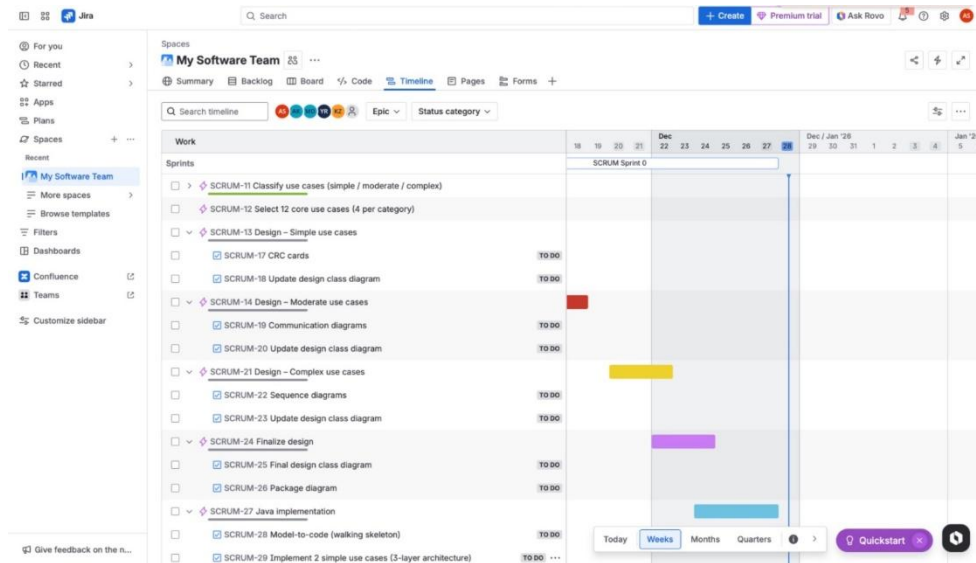 Jira
Search
+ Create
Premium trial
Ask Rovo
5
AS
For you
Recent
Starred
Apps
Plans
Spaces
Recent
My Software Team
More spaces
Browse templates
Filters
Dashboards
Confluence
Teams
Customize sidebar
Give feedback on the n...
Spaces
My Software Team
Summary
Backlog
Board
Code
Timeline
Pages
Forms
Search timeline
AS
YR
KZ
Epic
Status category
Work
Dec
Dec / Jan '26
Jan '2
18 19 20 21 22 23 24 25 26 27 28 29 30 31 1 2 3 4 5
Sprints
SCRUM Sprint 0
SCRUM-11 Classify use cases (simple / moderate / complex)
SCRUM-12 Select 12 core use cases (4 per category)
SCRUM-13 Design – Simple use cases
SCRUM-17 CRC cards TO DO
SCRUM-18 Update design class diagram TO DO
SCRUM-14 Design – Moderate use cases
SCRUM-19 Communication diagrams TO DO
SCRUM-20 Update design class diagram TO DO
SCRUM-21 Design – Complex use cases
SCRUM-22 Sequence diagrams TO DO
SCRUM-23 Update design class diagram TO DO
SCRUM-24 Finalize design
SCRUM-25 Final design class diagram TO DO
SCRUM-26 Package diagram TO DO
SCRUM-27 Java implementation
SCRUM-28 Model-to-code (walking skeleton) TO DO
SCRUM-29 Implement 2 simple use cases (3-layer architecture) TO DO
Today
Weeks
Months
Quarters
Quickstart